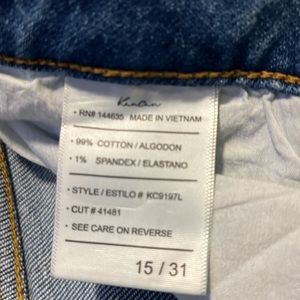 KanCan
• RN# 144635 MADE IN VIETNAM
• 99% COTTON / ALGODON
• 1% SPANDEX / ELASTANO
• STYLE / ESTILO # KC9197L
• CUT # 41481
• SEE CARE ON REVERSE
15 / 31